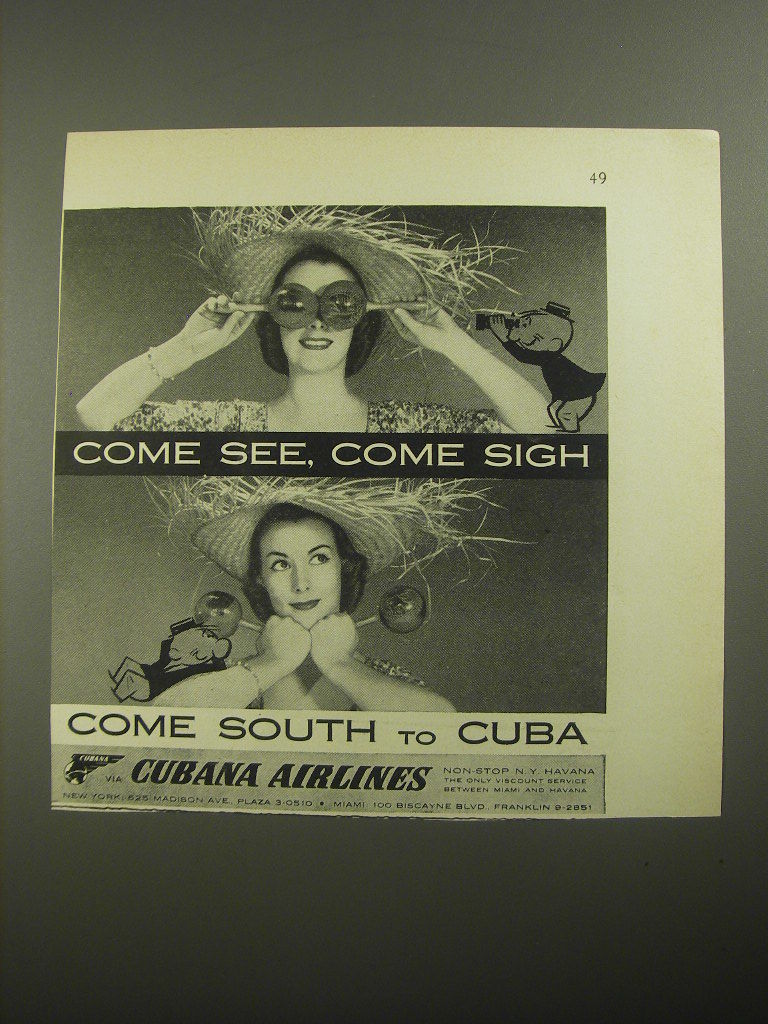 49
COME SEE, COME SIGH
COME SOUTH TO CUBA
CUBANA
VIA CUBANA AIRLINES
NON-STOP N.Y. HAVANA
THE ONLY VISCOUNT SERVICE
BETWEEN MIAMI AND HAVANA
NEW YORK: 625 MADISON AVE., PLAZA 3-0510 • MIAMI: 100 BISCAYNE BLVD., FRANKLIN 9-2851